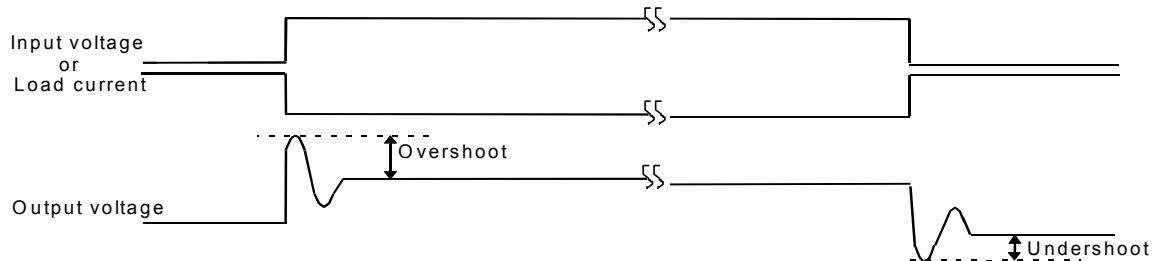 Input voltage
or
Load current
Overshoot
Output voltage
Undershoot